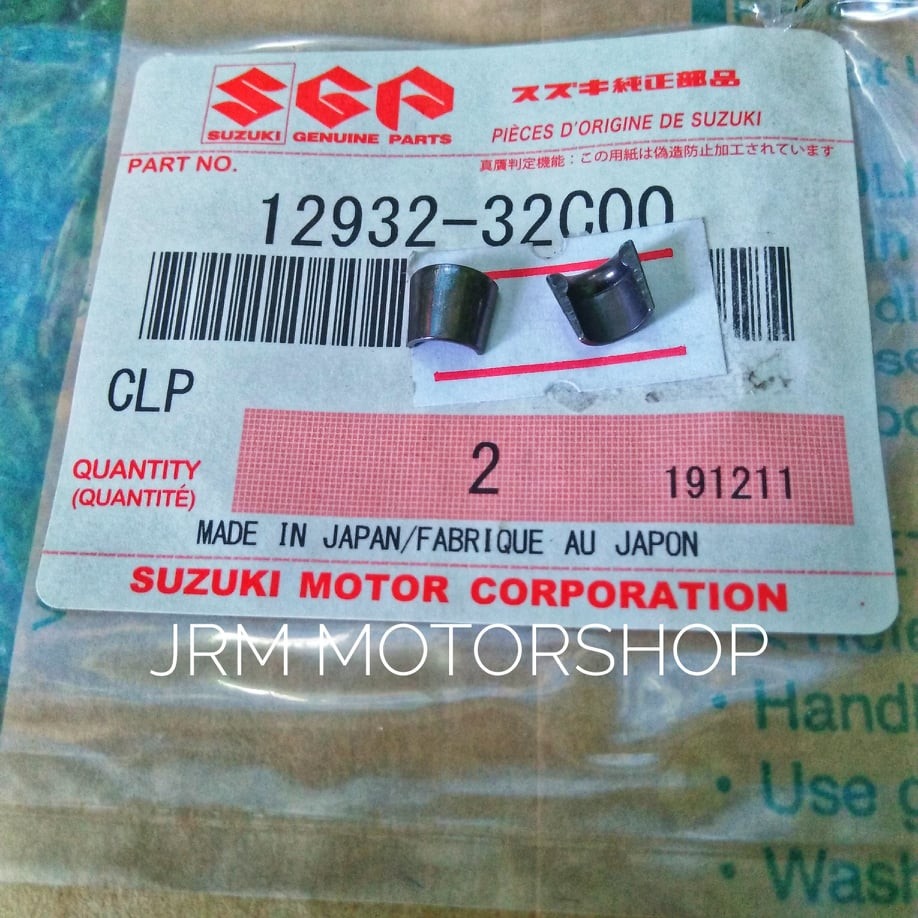 SGP
スズキ純正部品
SUZUKI GENUINE PARTS
PIÈCES D'ORIGINE DE SUZUKI
PART NO.
真贋判定機能：この用紙は偽造防止加工されています
12932-32C00
CLP
QUANTITY
(QUANTITÉ)
2
191211
MADE IN JAPAN/FABRIQUE AU JAPON
SUZUKI MOTOR CORPORATION
JRM MOTORSHOP
• Handl
• Use
• Wash